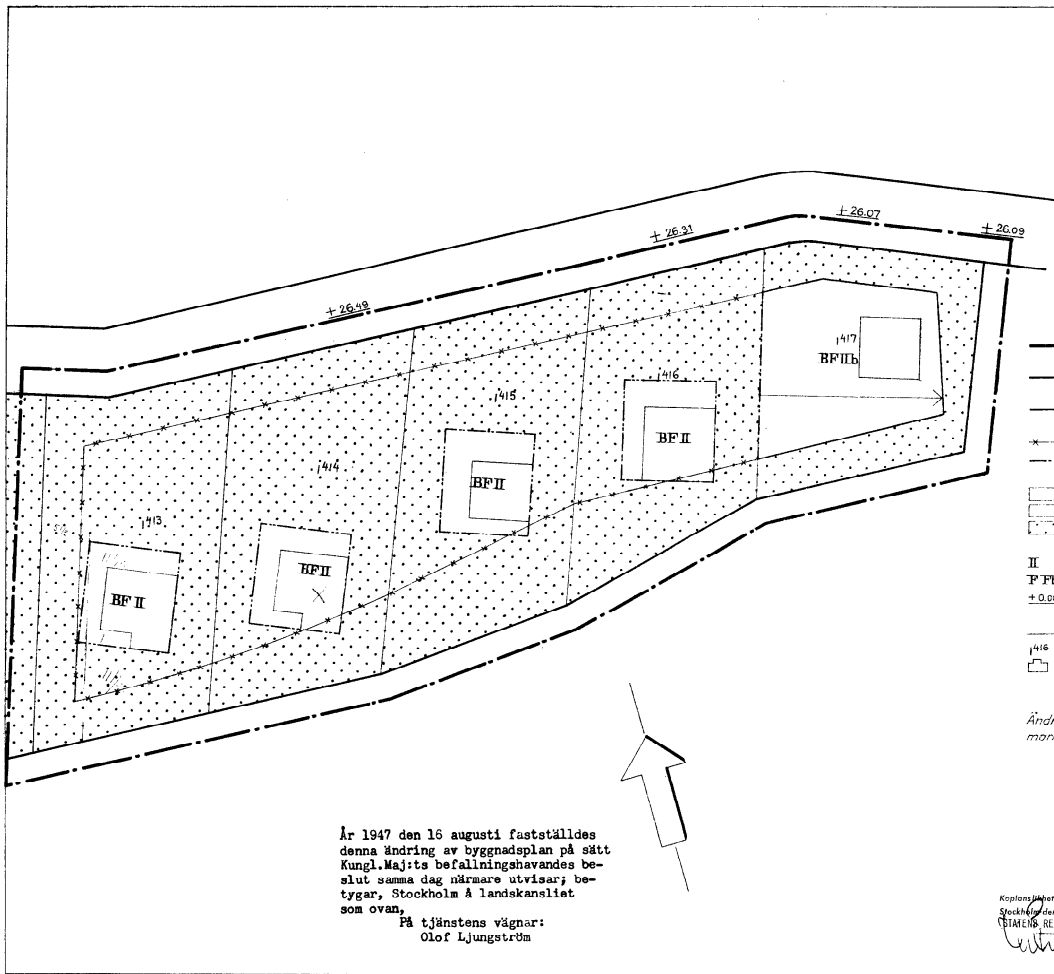 + 26.07
+ 26.31
+ 26.09
+ 26.49
1417
BF II b
1416
1415
BF II
1414
BF II
1413
BF II
BF II
II
+ 0.00
1416
År 1947 den 16 augusti fastställdes
denna ändring av byggnadsplan på sätt
Kungl.Maj:ts befallningshavandes be-
slut samma dag närmare utvisar; be-
tygar, Stockholm Å landskansliet
som ovan,
På tjänstens vägnar:
Olof Ljungström
STATENS